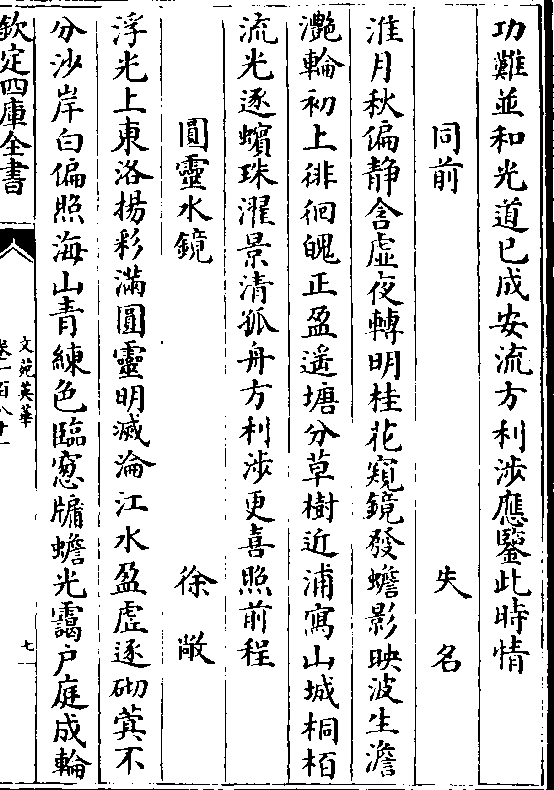 功難並和光道已成安流方利涉應鑒此時情
同前　失名
淮月秋偏静含虛夜轉明桂花窺鏡發蟾影映波生澹
灔輪初上徘徊魄正盈遥塘分草樹近浦寫山城桐栢
流光逐蠙珠濯景清孤舟方利涉更喜照前程
圓靈水鏡　徐敞
浮光上東洛揚彩滿圓靈明滅淪江水盈虛逐砌蓂不
分沙岸白偏照海山青練色臨窓牖蟾光靄户庭成輪
欽定四庫全書
文苑英華
卷一百八十一
七